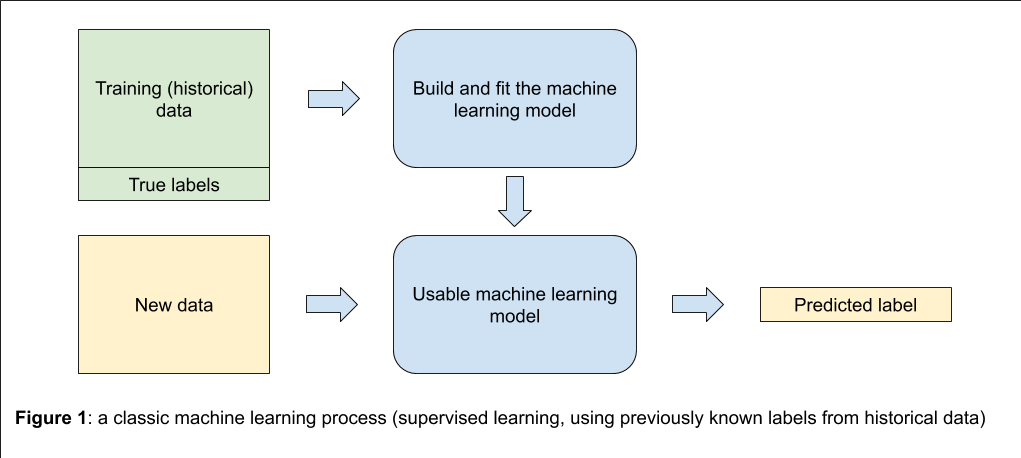 Training (historical)
data
Build and fit the machine
learning model
True labels
New data
Usable machine learning
model
Predicted label
Figure 1: a classic machine learning process (supervised learning, using previously known labels from historical data)